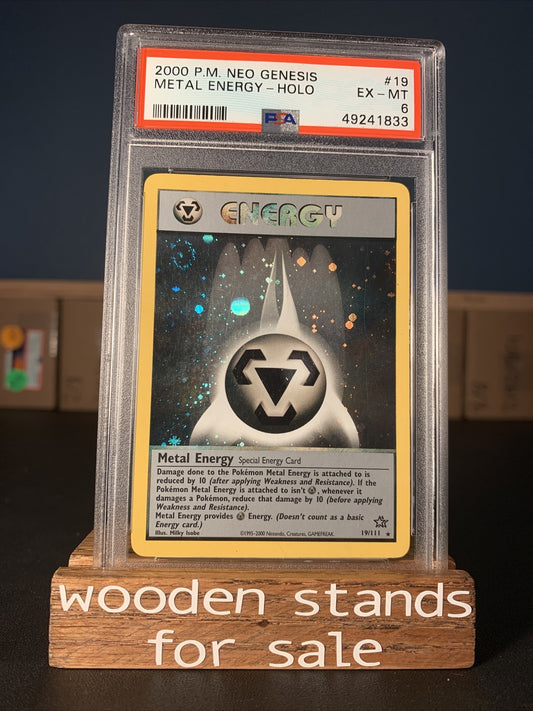 2000 P.M. NEO GENESIS #19
METAL ENERGY - HOLO EX - MT
6
PSA 49241833
ENERGY
Metal Energy Special Energy Card
Damage done to the Pokémon Metal Energy is attached to is
reduced by 10 (after applying Weakness and Resistance). If the
Pokémon Metal Energy is attached to isn't , whenever it
damages a Pokémon, reduce that damage by 10 (before applying
Weakness and Resistance).
Metal Energy provides Energy. (Doesn't count as a basic
Energy card.)
Illus. Milky Isobe ©1995-2000 Nintendo, Creatures, GAMEFREAK. 19/111 ★
wooden stands
for sale